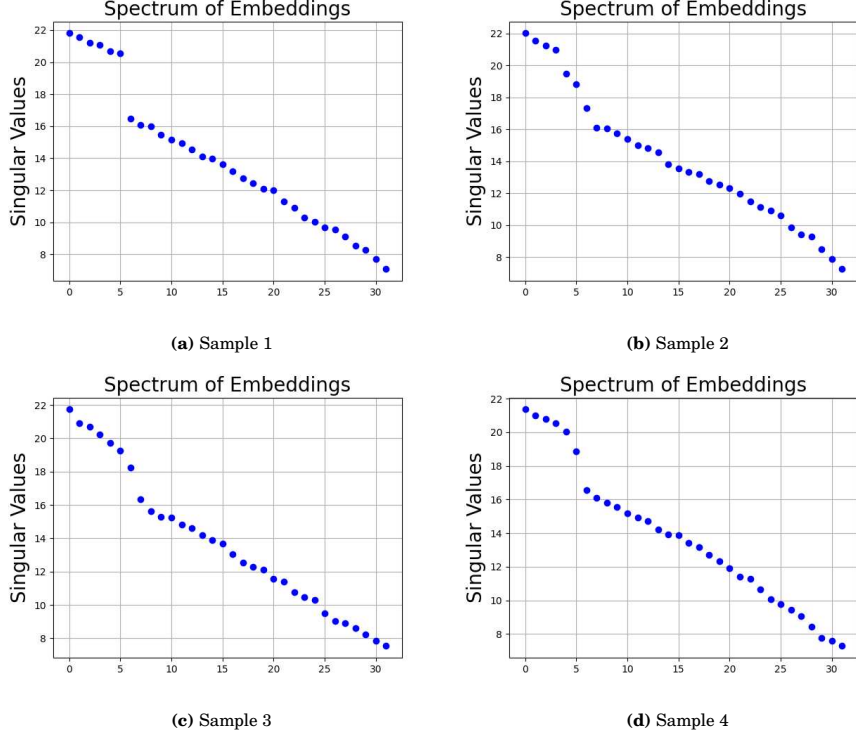 Spectrum of Embeddings
Spectrum of Embeddings
Singular Values
22
20
18
16
14
12
10
8
0 5 10 15 20 25 30
Singular Values
22
20
18
16
14
12
10
8
0 5 10 15 20 25 30
(a) Sample 1
(b) Sample 2
Spectrum of Embeddings
Spectrum of Embeddings
Singular Values
22
20
18
16
14
12
10
8
0 5 10 15 20 25 30
Singular Values
22
20
18
16
14
12
10
8
0 5 10 15 20 25 30
(c) Sample 3
(d) Sample 4